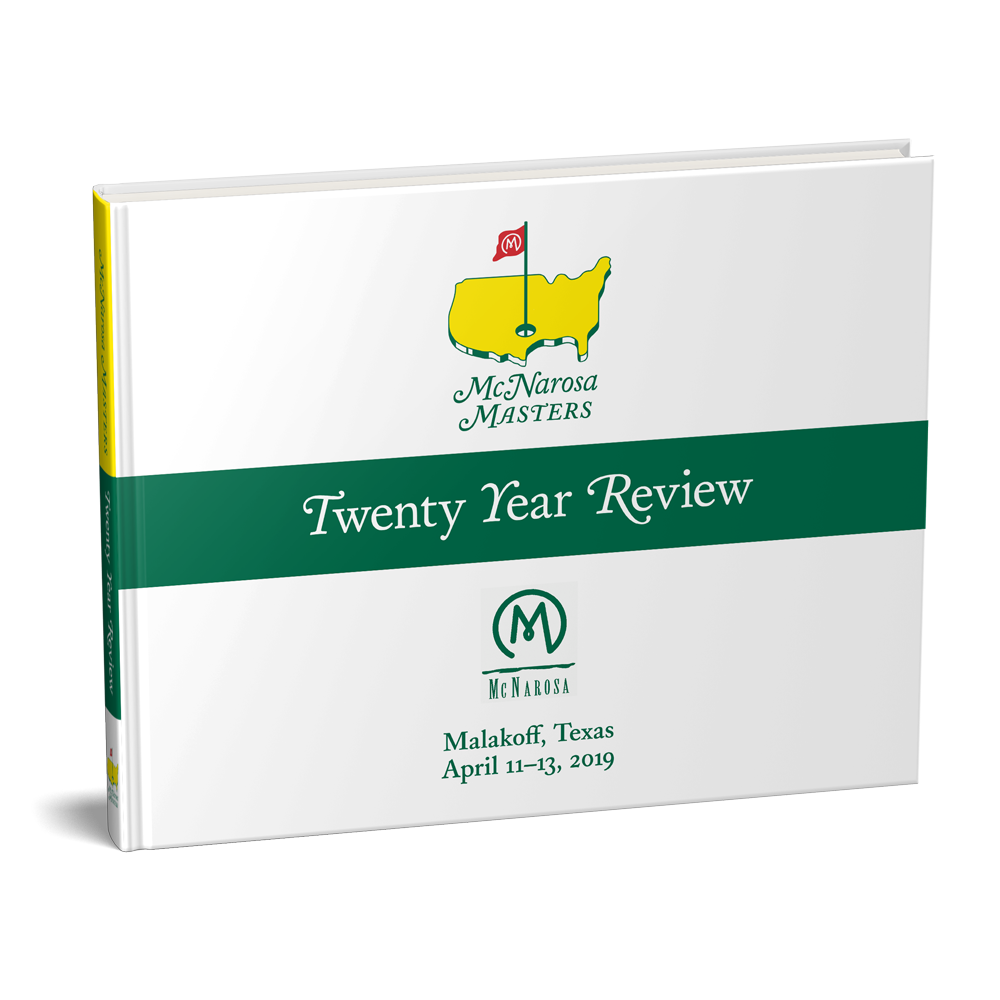 McNarosa
Masters
Twenty Year Review
M
McNarosa
Malakoff, Texas
April 11–13, 2019
McNarosa Masters
Twenty Year Review
M